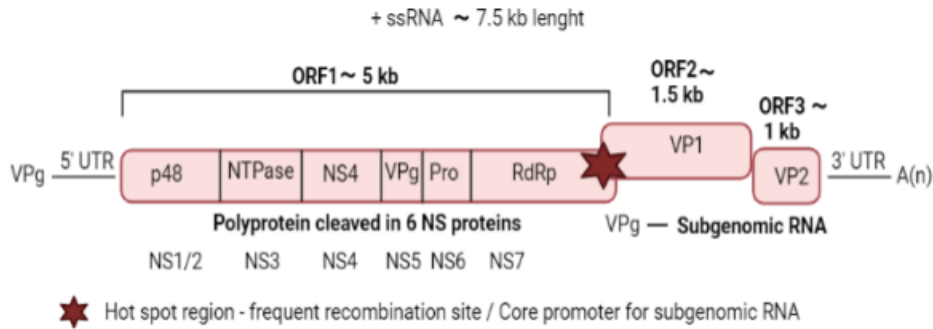 + ssRNA ~ 7.5 kb lenght
ORF1~ 5 kb
ORF2~
1.5 kb
ORF3 ~
1 kb
VPg
5' UTR
p48
NTPase
NS4
VPg
Pro
RdRp
VP1
VP2
3' UTR
A(n)
Polyprotein cleaved in 6 NS proteins
VPg — Subgenomic RNA
NS1/2 NS3 NS4 NS5 NS6 NS7
Hot spot region - frequent recombination site / Core promoter for subgenomic RNA